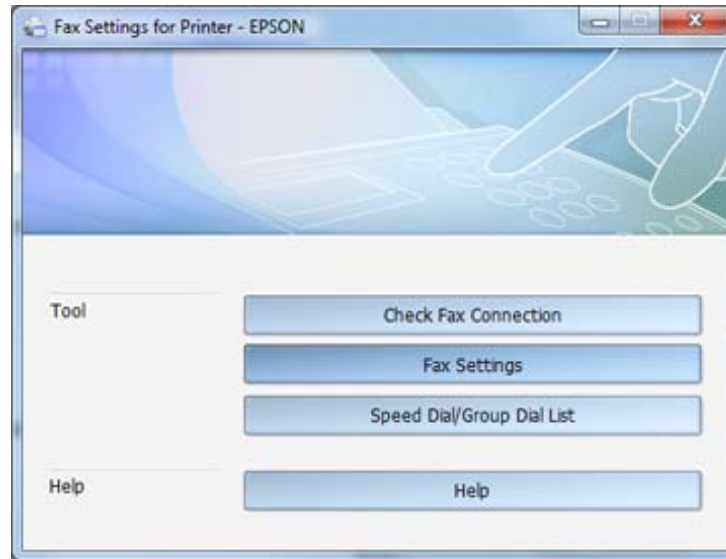 Fax Settings for Printer - EPSON
Tool
Check Fax Connection
Fax Settings
Speed Dial/Group Dial List
Help
Help